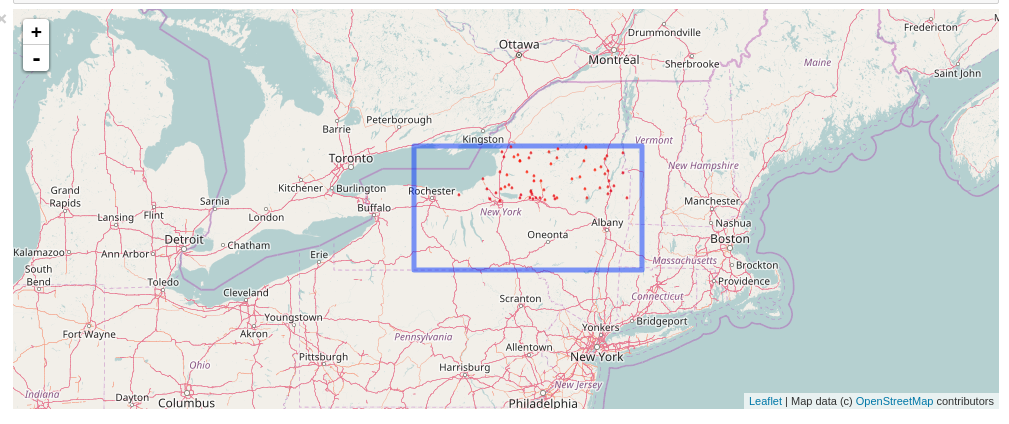 +
-
Ottawa
Montréal
Drummondville
Sherbrooke
Maine
Fredericton
Saint John
Peterborough
Barrie
Kingston
Toronto
Vermont
New Hampshire
Grand
Rapids
Kitchener
Burlington
Rochester
Sarnia
Buffalo
New York
Manchester
Lansing
Flint
London
Albany
Nashua
Detroit
Chatham
Oneonta
Boston
Kalamazoo
Ann Arbor
Erie
Massachusetts
Brockton
South
Bend
Toledo
Providence
Cleveland
Scranton
Connecticut
Youngstown
Bridgeport
Fort Wayne
Akron
Yonkers
Pennsylvania
Allentown
New York
Pittsburgh
Ohio
Harrisburg
New Jersey
Indiana
Dayton
Columbus
Philadelphia
Leaflet | Map data (c) OpenStreetMap contributors